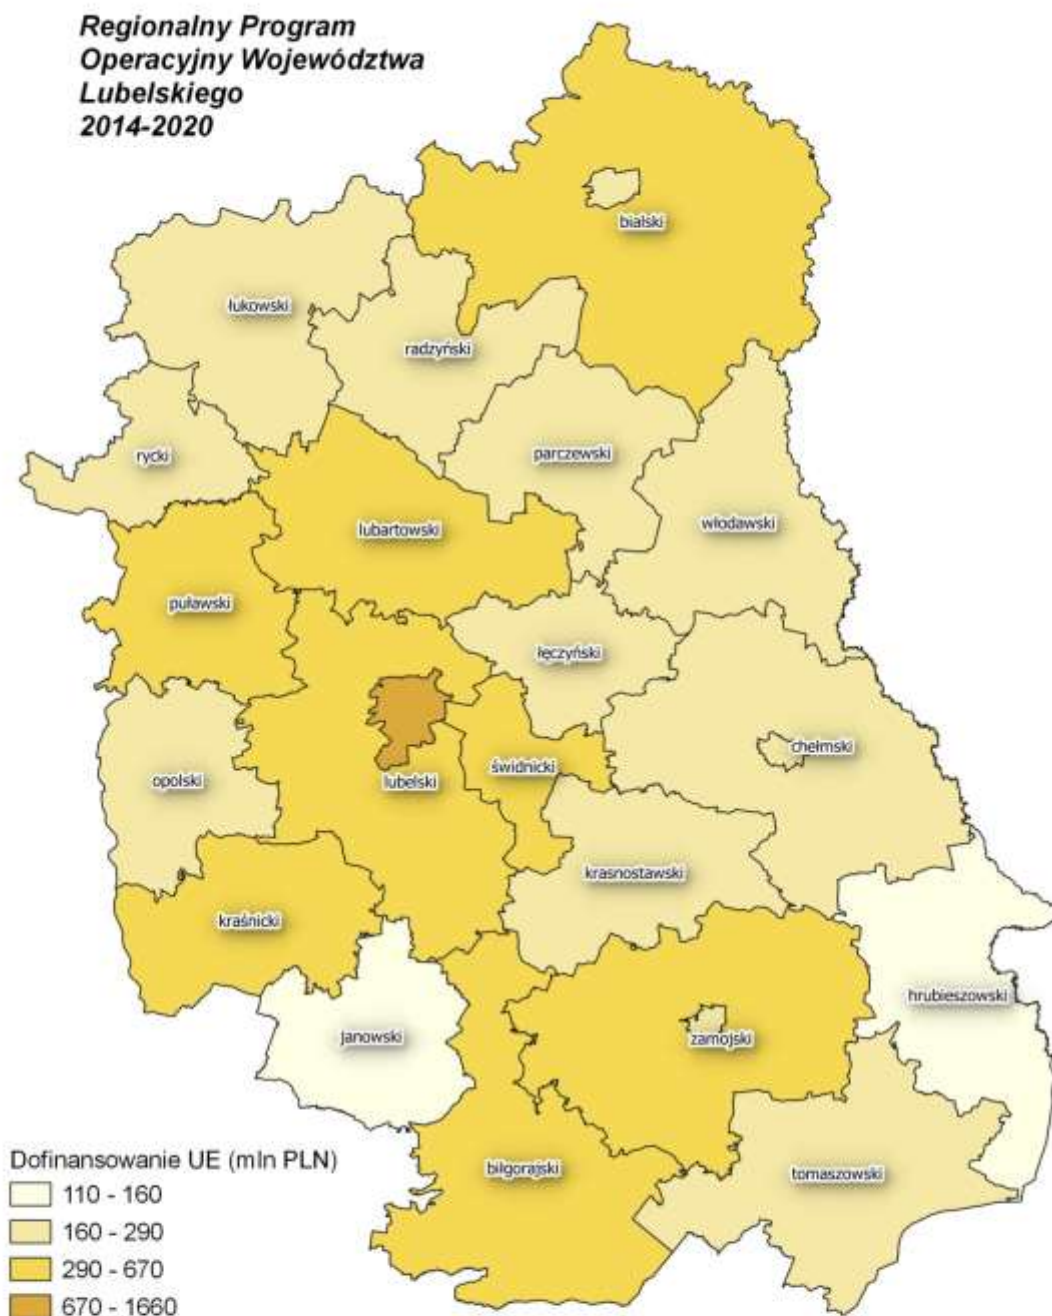 Regionalny Program
Operacyjny Województwa
Lubelskiego
2014-2020
bialski
łukowski
radzyński
rycki
parczewski
lubartowski
włodawski
puławski
łęczyński
chełmski
świdnicki
opolski
lubelski
krasnostawski
kraśnicki
hrubieszowski
janowski
zamojski
biłgorajski
tomaszowski
Dofinansowanie UE (mln PLN)
110 - 160
160 - 290
290 - 670
670 - 1660